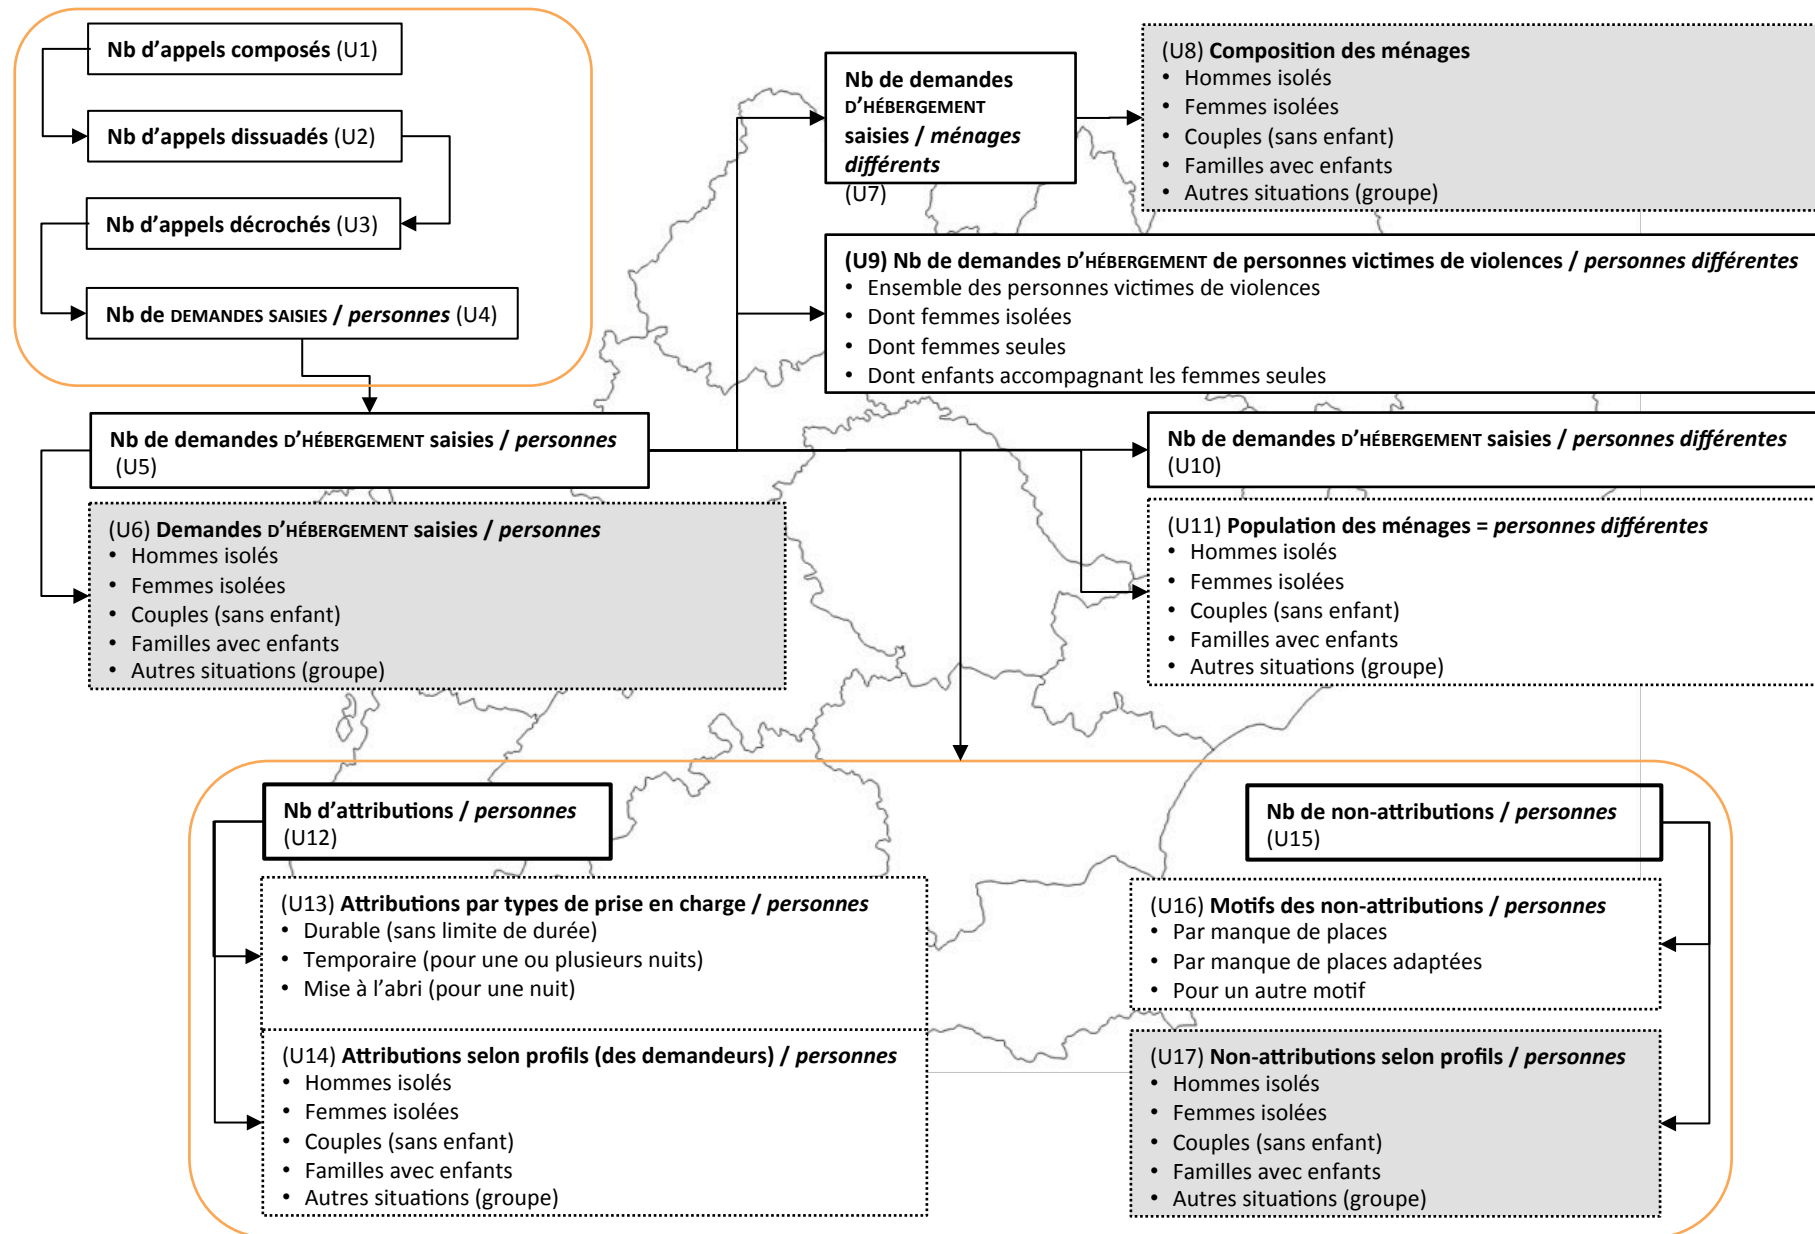 Nb d’appels composés (U1)
Nb d’appels dissuadés (U2)
Nb d’appels décrochés (U3)
Nb de DEMANDES SAISIES / personnes (U4)
Nb de demandes D’HÉBERGEMENT saisies / personnes
(U5)
(U6) Demandes D’HÉBERGEMENT saisies / personnes
• Hommes isolés
• Femmes isolées
• Couples (sans enfant)
• Familles avec enfants
• Autres situations (groupe)
Nb de demandes
D’HÉBERGEMENT
saisies / ménages
différents
(U7)
(U8) Composition des ménages
• Hommes isolés
• Femmes isolées
• Couples (sans enfant)
• Familles avec enfants
• Autres situations (groupe)
(U9) Nb de demandes D’HÉBERGEMENT de personnes victimes de violences / personnes différentes
• Ensemble des personnes victimes de violences
• Dont femmes isolées
• Dont femmes seules
• Dont enfants accompagnant les femmes seules
Nb de demandes D’HÉBERGEMENT saisies / personnes différentes
(U10)
(U11) Population des ménages = personnes différentes
• Hommes isolés
• Femmes isolées
• Couples (sans enfant)
• Familles avec enfants
• Autres situations (groupe)
Nb d’attributions / personnes
(U12)
(U13) Attributions par types de prise en charge / personnes
• Durable (sans limite de durée)
• Temporaire (pour une ou plusieurs nuits)
• Mise à l’abri (pour une nuit)
(U14) Attributions selon profils (des demandeurs) / personnes
• Hommes isolés
• Femmes isolées
• Couples (sans enfant)
• Familles avec enfants
• Autres situations (groupe)
Nb de non-attributions / personnes
(U15)
(U16) Motifs des non-attributions / personnes
• Par manque de places
• Par manque de places adaptées
• Pour un autre motif
(U17) Non-attributions selon profils / personnes
• Hommes isolés
• Femmes isolées
• Couples (sans enfant)
• Familles avec enfants
• Autres situations (groupe)